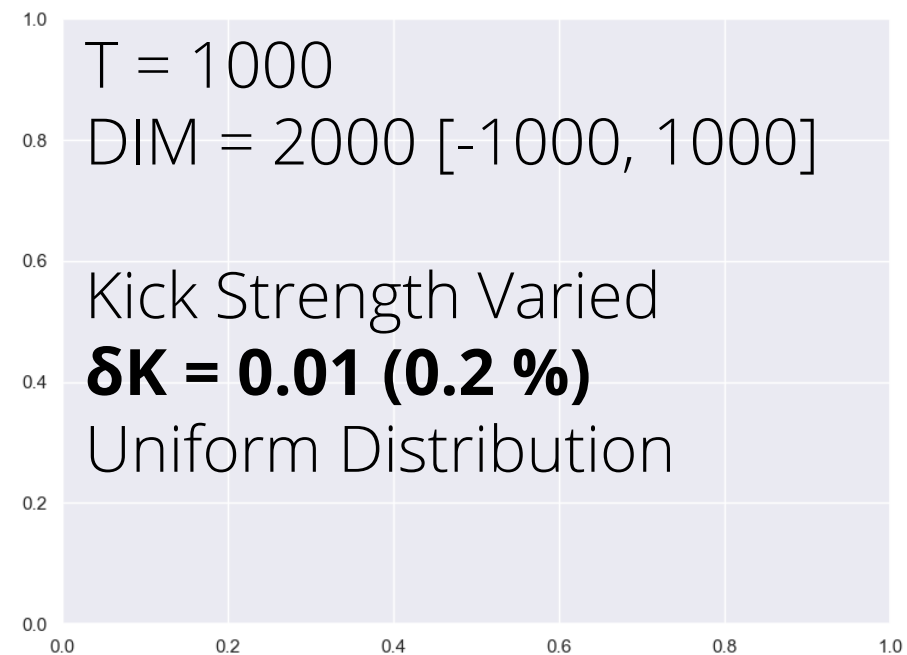 1.0
T = 1000
DIM = 2000 [-1000, 1000]
0.8
0.6
Kick Strength Varied
δK = 0.01 (0.2 %)
0.4
Uniform Distribution
0.2
0.0
0.0 0.2 0.4 0.6 0.8 1.0